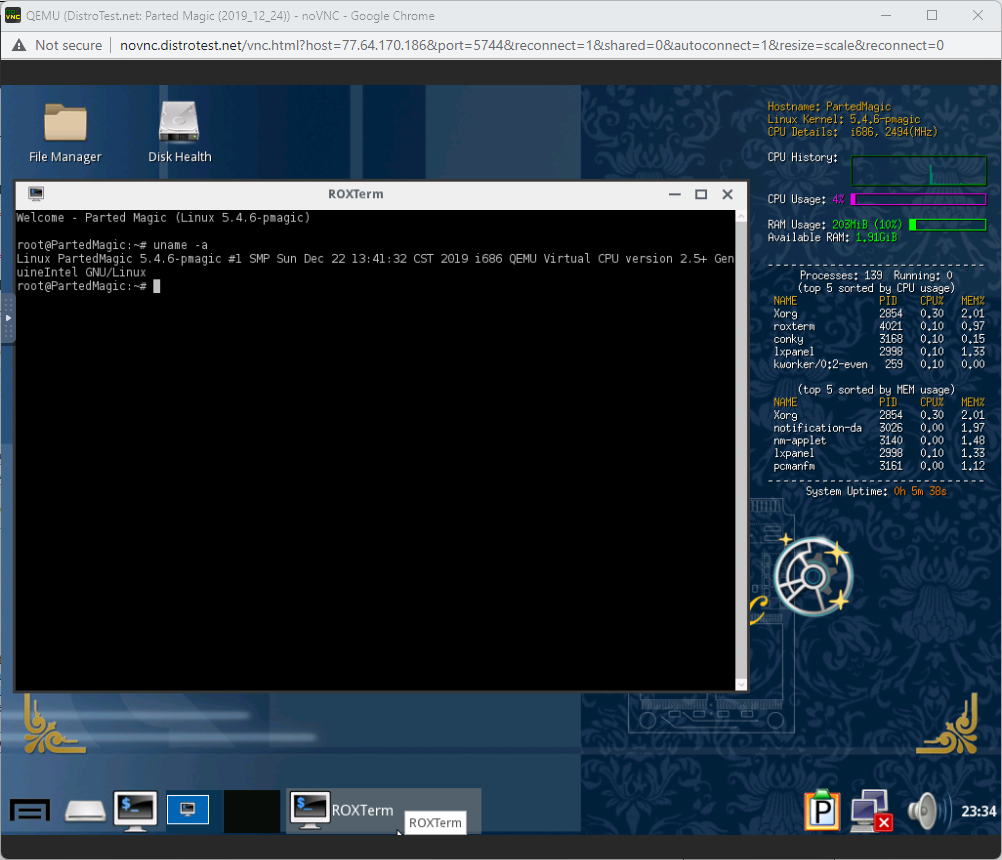 QEMU (DistroTest.net: Parted Magic (2019_12_24)) - noVNC - Google Chrome
Not secure | novnc.distrotest.net/vnc.html?host=77.64.170.186&port=5744&reconnect=1&shared=0&autoconnect=1&resize=scale&reconnect=0
File Manager
Disk Health
ROXTerm
Welcome - Parted Magic (Linux 5.4.6-pmagic)
root@PartedMagic:~# uname -a
Linux PartedMagic 5.4.6-pmagic #1 SMP Sun Dec 22 13:41:32 CST 2019 i686 QEMU Virtual CPU version 2.5+ Gen
uineIntel GNU/Linux
root@PartedMagic:~#
Hostname: PartedMagic
Linux Kernel: 5.4.6-pmagic
CPU Details: i686, 2494(MHz)
CPU History:
CPU Usage: 4%
RAM Usage: 203MiB (10%)
Available RAM: 1.91GiB
Processes: 139 Running: 0
(top 5 sorted by CPU usage)
NAME PID CPU% MEM%
Xorg 2854 0.30 2.01
roxterm 4021 0.10 0.97
conky 3168 0.10 0.15
lxpanel 2998 0.10 1.33
kworker/0:2-even 259 0.10 0.00
(top 5 sorted by MEM usage)
NAME PID CPU% MEM%
Xorg 2854 0.30 2.01
notification-da 3026 0.00 1.97
nm-applet 3140 0.00 1.48
lxpanel 2998 0.10 1.33
pcmanfm 3161 0.00 1.12
System Uptime: 0h 5m 38s
ROXTerm
ROXTerm
P
23:34